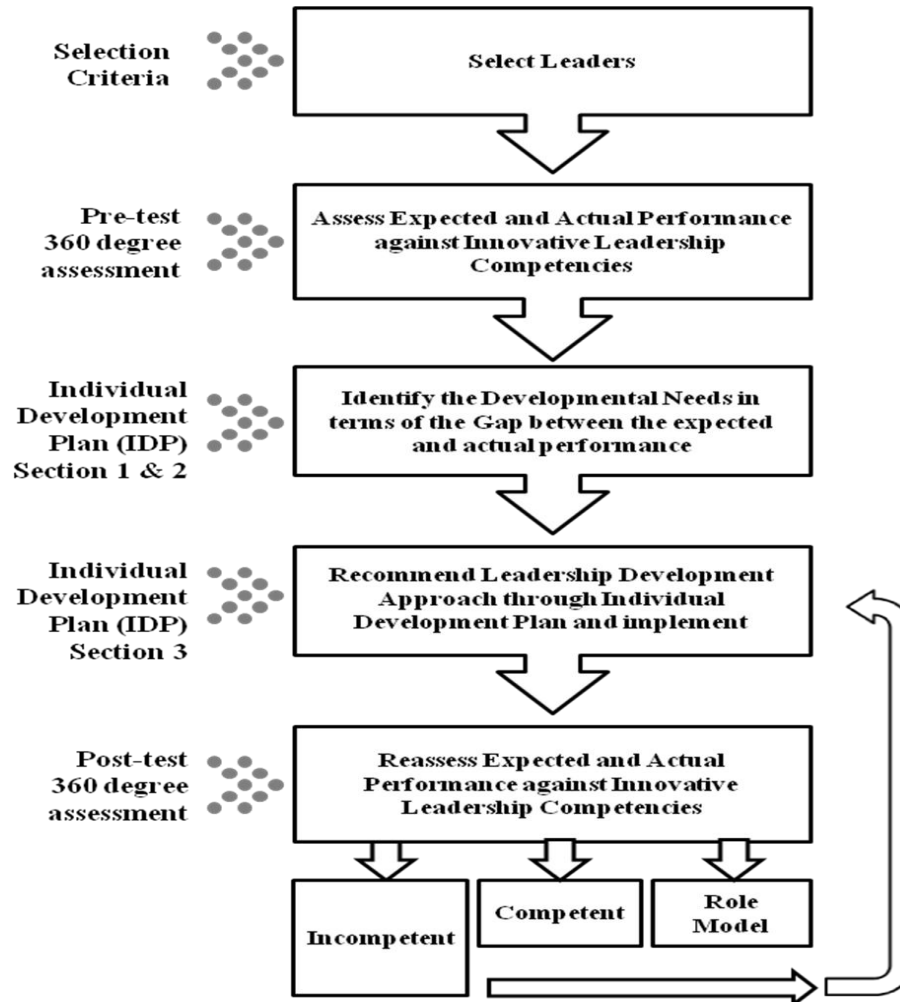 Selection
Criteria
Select Leaders
Pre-test
360 degree
assessment
Assess Expected and Actual Performance
against Innovative Leadership
Competencies
Individual
Development
Plan (IDP)
Section 1 & 2
Identify the Developmental Needs in
terms of the Gap between the expected
and actual performance
Individual
Development
Plan (IDP)
Section 3
Recommend Leadership Development
Approach through Individual
Development Plan and implement
Post-test
360 degree
assessment
Reassess Expected and Actual
Performance against Innovative
Leadership Competencies
Incompetent
Competent
Role
Model